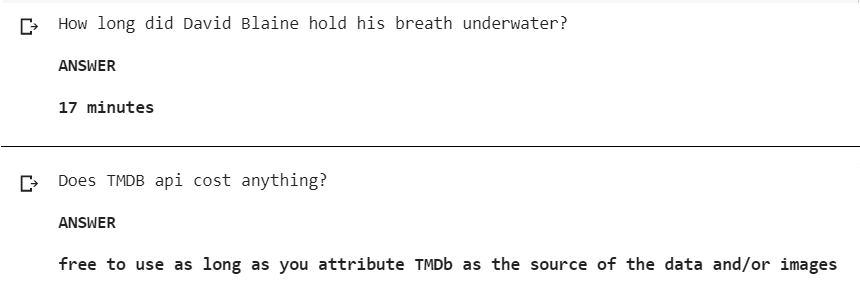 How long did David Blaine hold his breath underwater?
ANSWER
17 minutes
Does TMDB api cost anything?
ANSWER
free to use as long as you attribute TMDb as the source of the data and/or images